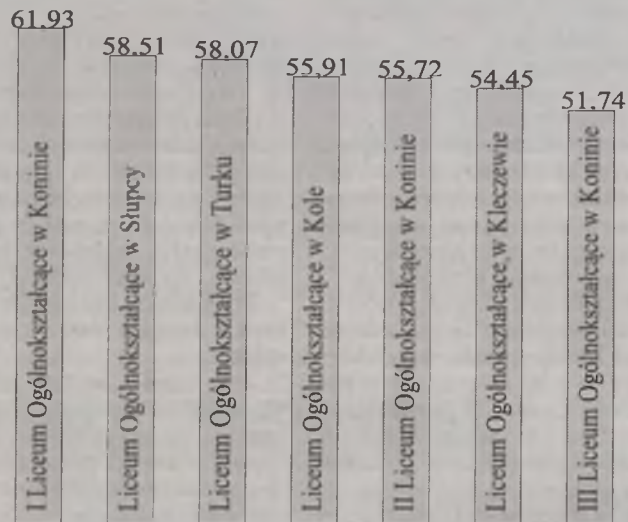 61,93
58.51
58.07
55,91
55,72
54.45
51.74
I Liceum Ogólnokształcące w Koninie
Liceum Ogólnokształcące w Słupcy
Liceum Ogólnokształcące w Turku
Liceum Ogólnokształcące w Kole
II Liceum Ogólnokształcące w Koninie
Liceum Ogólnokształcące w Kleczewie
III Liceum Ogólnokształcące w Koninie